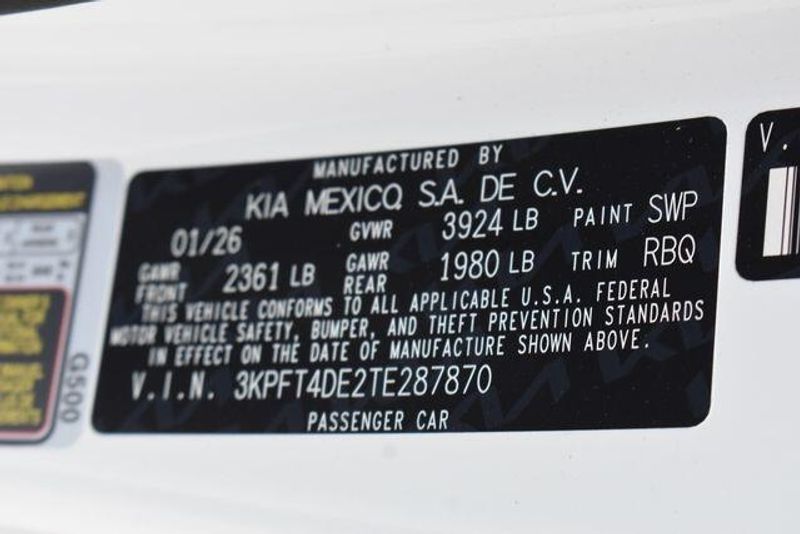 MANUFACTURED BY
KIA MEXICO S.A. DE C.V.
01/26 GVWR 3924 LB PAINT SWP
GAWR FRONT 2361 LB GAWR REAR 1980 LB TRIM RBQ
THIS VEHICLE CONFORMS TO ALL APPLICABLE U.S.A. FEDERAL
MOTOR VEHICLE SAFETY, BUMPER, AND THEFT PREVENTION STANDARDS
IN EFFECT ON THE DATE OF MANUFACTURE SHOWN ABOVE.
V.I.N. 3KPFT4DE2TE287870
PASSENGER CAR
G500
V.